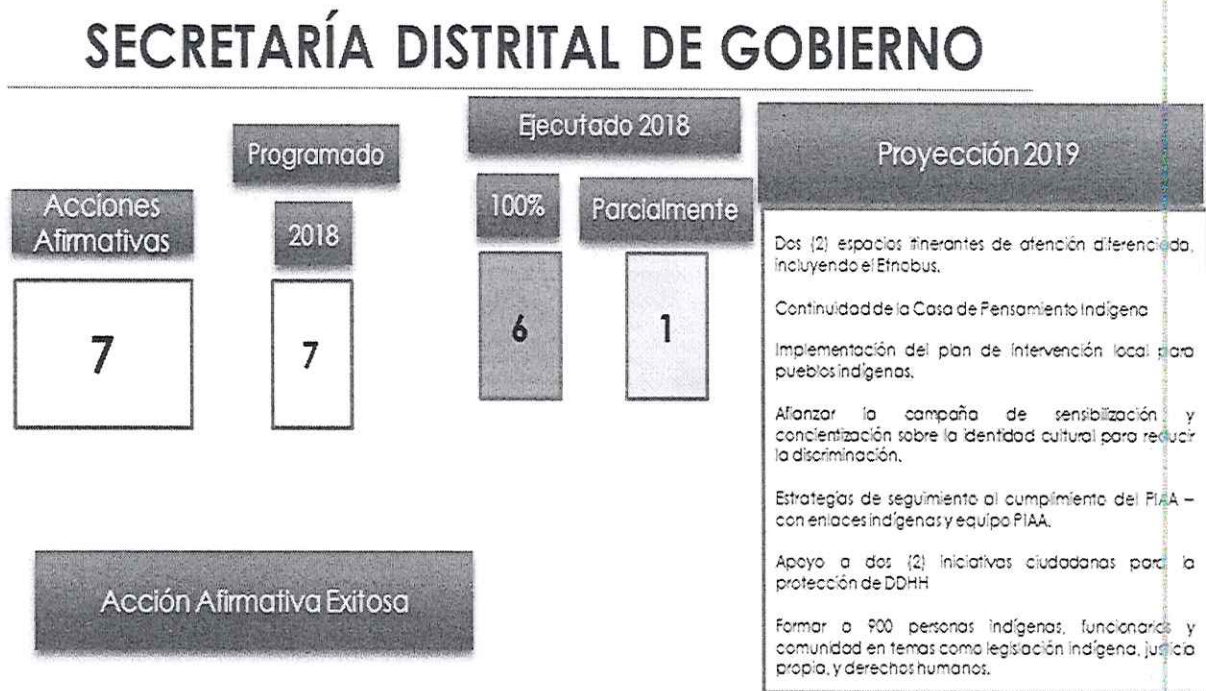 SECRETARÍA DISTRITAL DE GOBIERNO
Acciones
Afirmativas
7
Programado
2018
7
Ejecutado 2018
100%
6
Parcialmente
1
Proyección 2019
Dos (2) espacios itinerantes de atención diferenciada,
incluyendo el Etnobus.
Continuidad de la Casa de Pensamiento Indígena
Implementación del plan de intervención local para
pueblos indígenas.
Afianzar la campaña de sensibilización y
concientización sobre la identidad cultural para reducir
la discriminación.
Estrategias de seguimiento al cumplimiento del PIAA –
con enlaces indígenas y equipo PIAA.
Apoyo a dos (2) iniciativas ciudadanas para la
protección de DDHH
Formar a 900 personas indígenas, funcionarios y
comunidad en temas como legislación indígena, justicia
propia, y derechos humanos.
Acción Afirmativa Exitosa